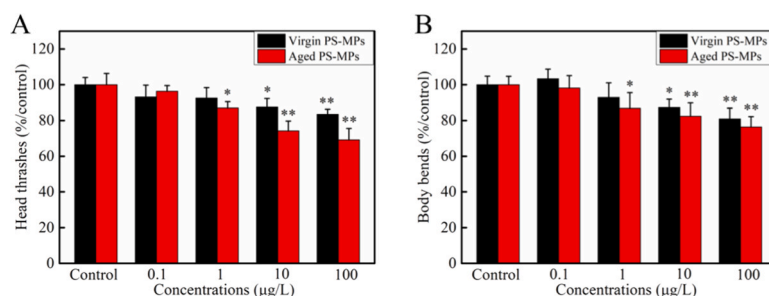 A
Head thrashes (%/control)
120
100
80
60
40
20
0
Virgin PS-MPs
Aged PS-MPs
*
*
**
**
**
Control
0.1
1
10
100
Concentrations (µg/L)
B
Body bends (%/control)
120
100
80
60
40
20
0
Virgin PS-MPs
Aged PS-MPs
*
*
**
**
**
Control
0.1
1
10
100
Concentrations (µg/L)